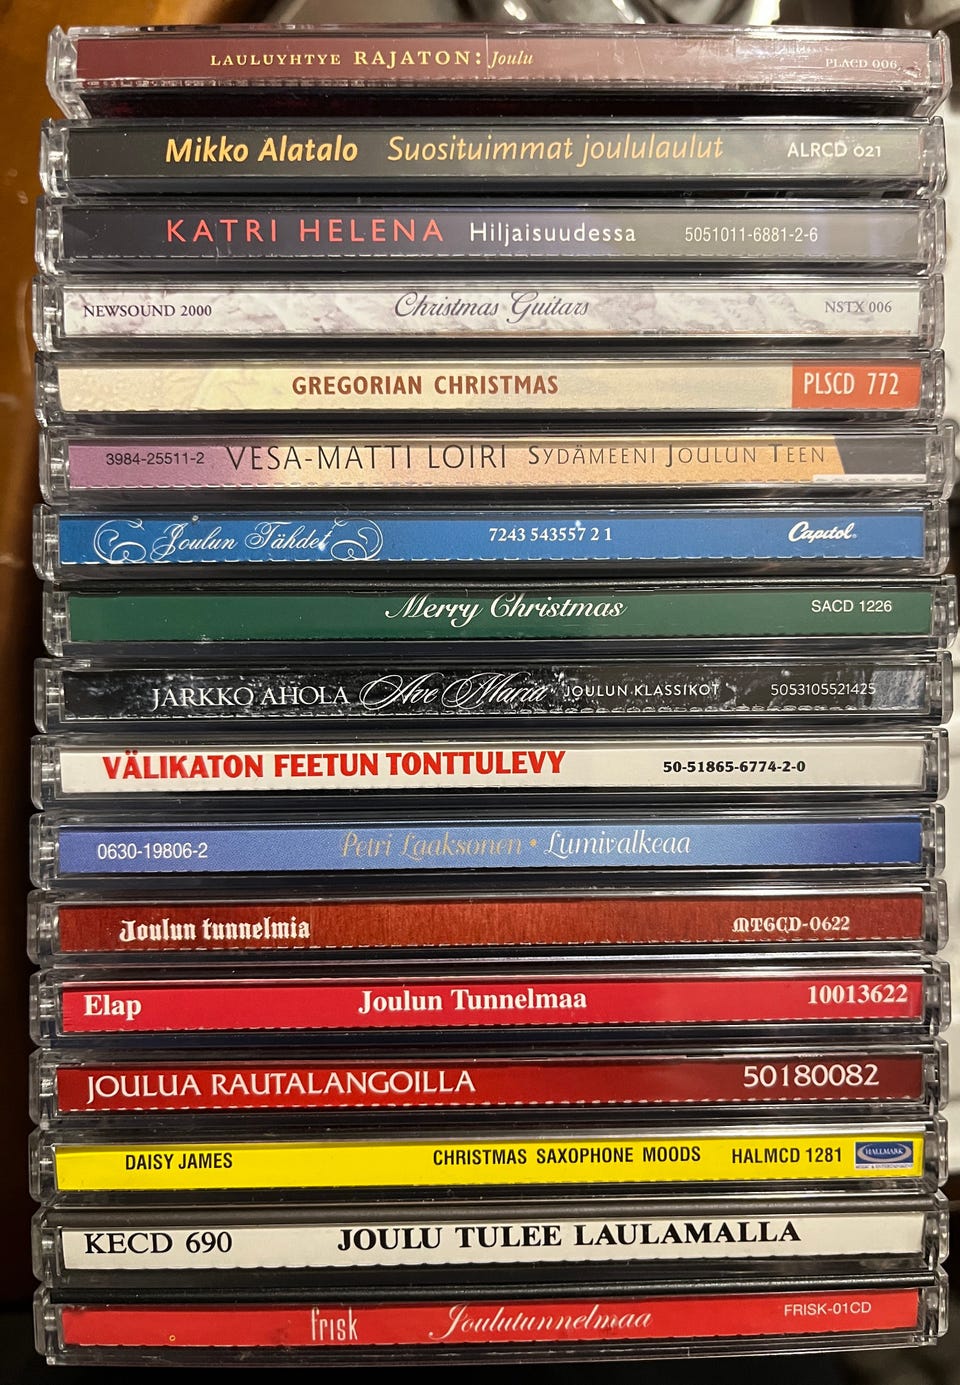 LAULUYHTYE RAJATON: Joulu PLACD 006
Mikko Alatalo Suosituimmat joululaulut ALRCD 021
KATRI HELENA Hiljaisuudessa 5051011-6881-2-6
NEWSOUND 2000 Christmas Guitars NSTX 006
GREGORIAN CHRISTMAS PLSCD 772
3984-25511-2 VESA-MATTI LOIRI SYDÄMEENI JOULUN TEEN
Joulun Tähdet 7243 543557 2 1 Capitol
Merry Christmas SACD 1226
JARKKO AHOLA Ave Maria JOULUN KLASSIKOT 5053105521425
VÄLIKATON FEETUN TONTTULEVY 50-51865-6774-2-0
0630-19806-2 Petri Laaksonen • Lumivalkeaa
Joulun tunnelmia MTGCD-0622
Elap Joulun Tunnelmaa 10013622
JOULUA RAUTALANGOILLA 50180082
DAISY JAMES CHRISTMAS SAXOPHONE MOODS HALMCD 1281 HALLMARK
KECD 690 JOULU TULEE LAULAMALLA
frisk Joulutunnelmaa FRISK-01CD